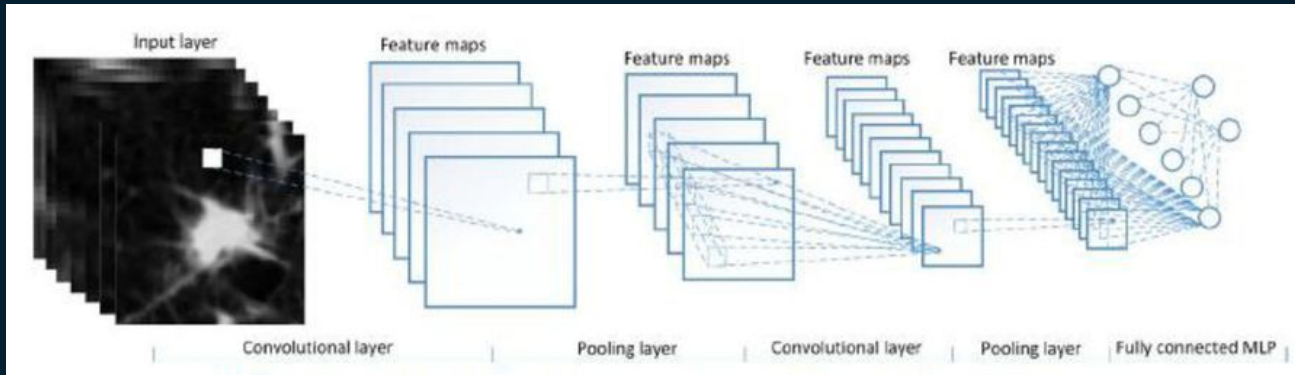 Input layer
Feature maps
Feature maps
Feature maps
Feature maps
Convolutional layer
Pooling layer
Convolutional layer
Pooling layer
Fully connected MLP